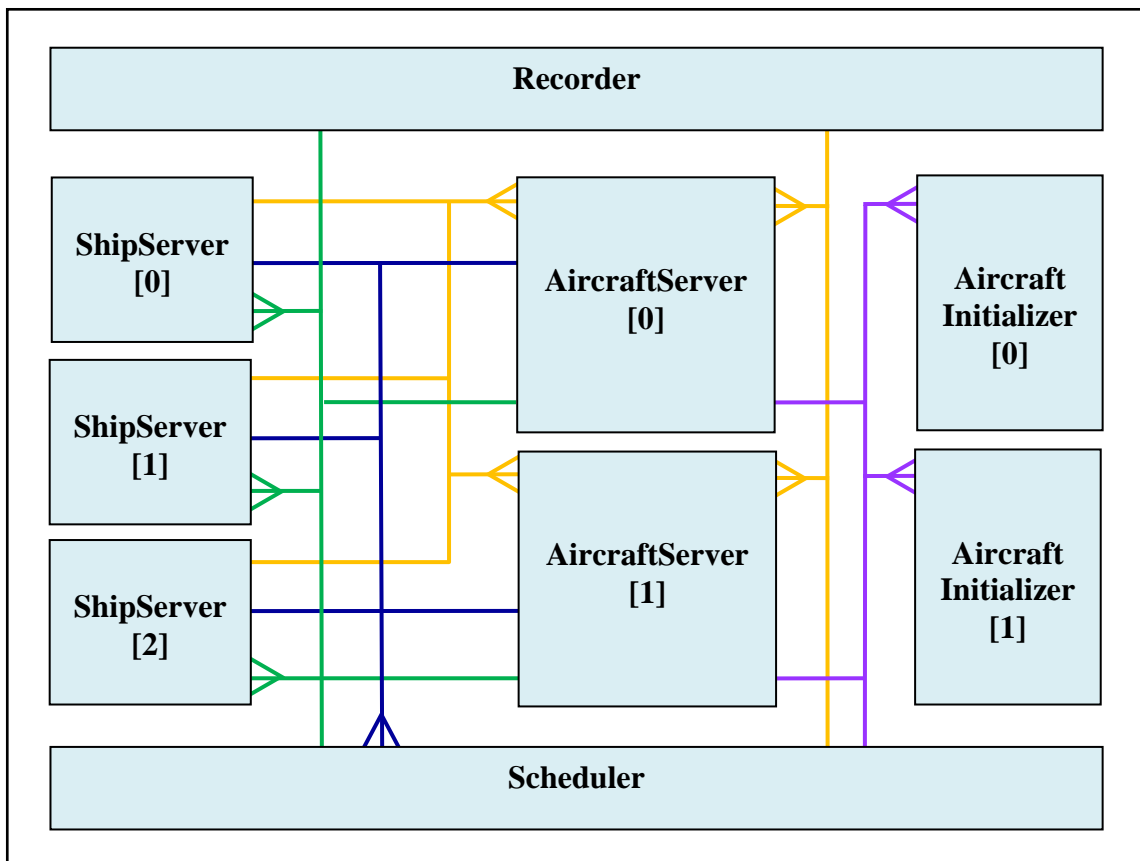 Recorder
ShipServer
[0]
AircraftServer
[0]
Aircraft
Initializer
[0]
ShipServer
[1]
ShipServer
[2]
AircraftServer
[1]
Aircraft
Initializer
[1]
Scheduler